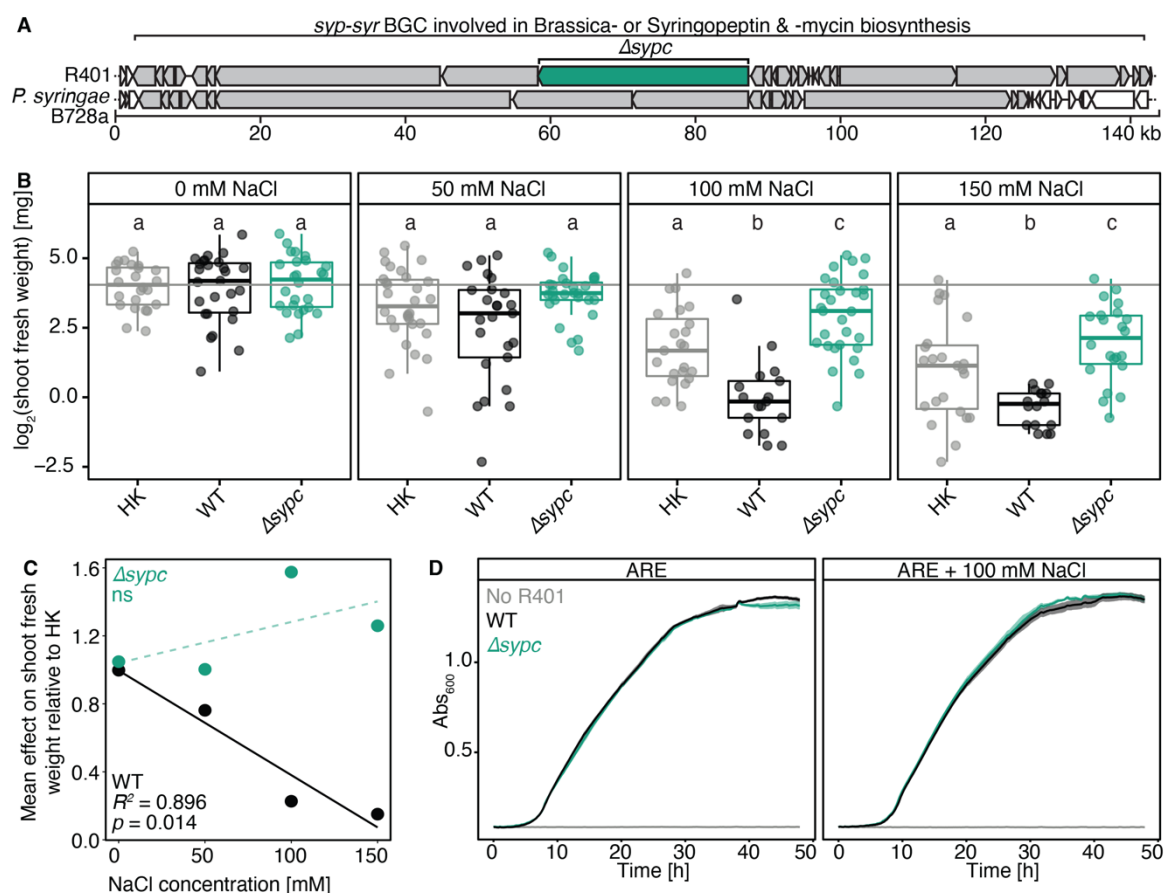 A
syp-syr BGC involved in Brassica- or Syringopeptin & -mycin biosynthesis
Δsypc
R401
P. syringae
B728a
0 20 40 60 80 100 120 140 kb
B
0 mM NaCl 50 mM NaCl 100 mM NaCl 150 mM NaCl
a a a a a a a b c a b c
log₂(shoot fresh weight) [mg]
5.0
2.5
0.0
−2.5
HK WT Δsypc HK WT Δsypc HK WT Δsypc HK WT Δsypc
C
Mean effect on shoot fresh
weight relative to HK
1.6
1.2
0.8
0.4
0.0
Δsypc
ns
WT
R² = 0.896
p = 0.014
0 50 100 150
NaCl concentration [mM]
D
ARE ARE + 100 mM NaCl
No R401
WT
Δsypc
Abs₆₀₀
1.0
0.5
0 10 20 30 40 50 0 10 20 30 40 50
Time [h] Time [h]